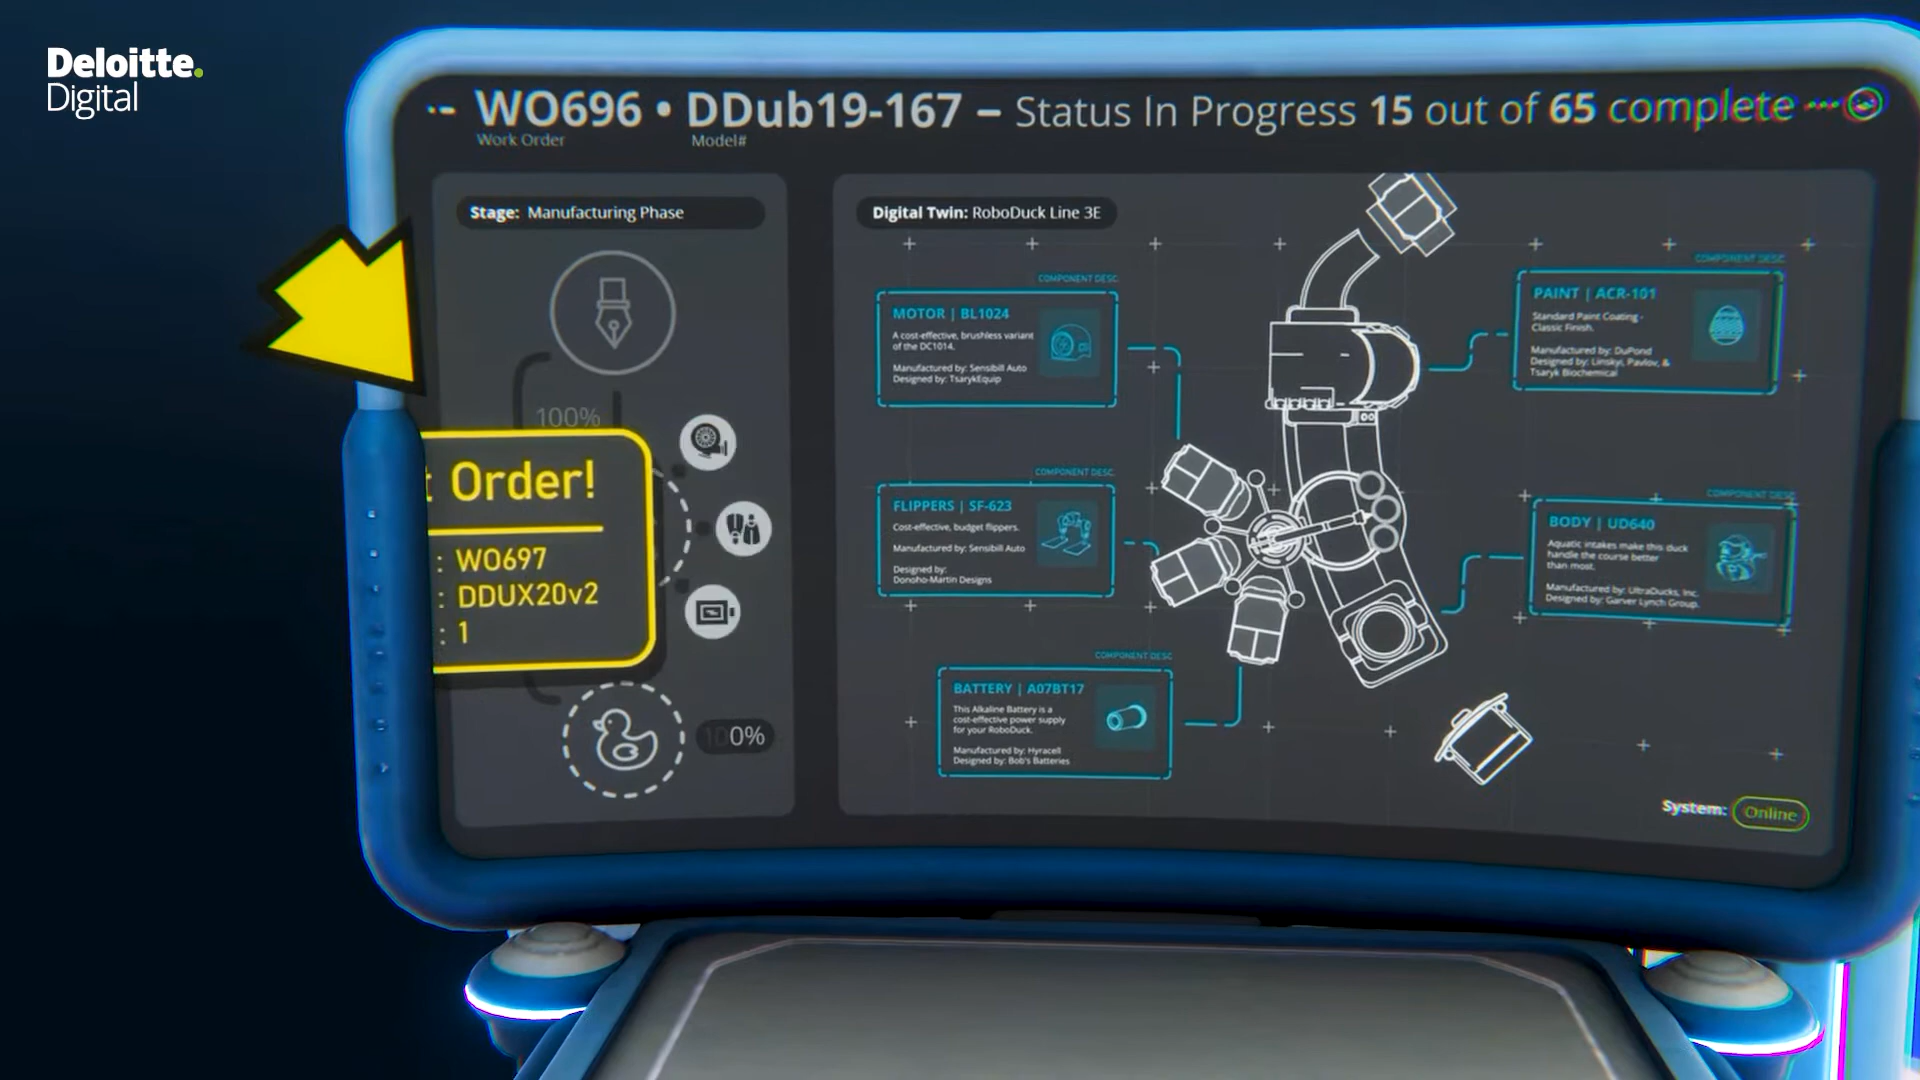 Deloitte.
Digital
WO696 • DDub19-167 – Status In Progress 15 out of 65 complete
Work Order
Model#
Stage: Manufacturing Phase
100%
Order!
: WO697
: DDUX20v2
: 1
0%
Digital Twin: RoboDuck Line 3E
COMPONENT DESC
MOTOR | BL1024
A cost-effective, brushless variant
of the DC1014.
Manufactured by: Sensibill Auto
Designed by: TsarykEquip
COMPONENT DESC
FLIPPERS | SF-623
Cost-effective, budget flippers.
Manufactured by: Sensibill Auto
Designed by:
Donoho-Martin Designs
COMPONENT DESC
BATTERY | A07BT17
This Alkaline Battery is a
cost-effective power supply
for your RoboDuck.
Manufactured by: Hyracell
Designed by: Bob's Batteries
COMPONENT DESC
PAINT | ACR-101
Standard Paint Coating -
Classic Finish.
Manufactured by: DuPond
Designed by: Linskyi, Pavlov, &
Tsaryk Biochemical
COMPONENT DESC
BODY | UD640
Aquatic intakes make this duck
handle the course better
than most.
Manufactured by: UltraDucks, Inc.
Designed by: Garver Lynch Group.
System: Online